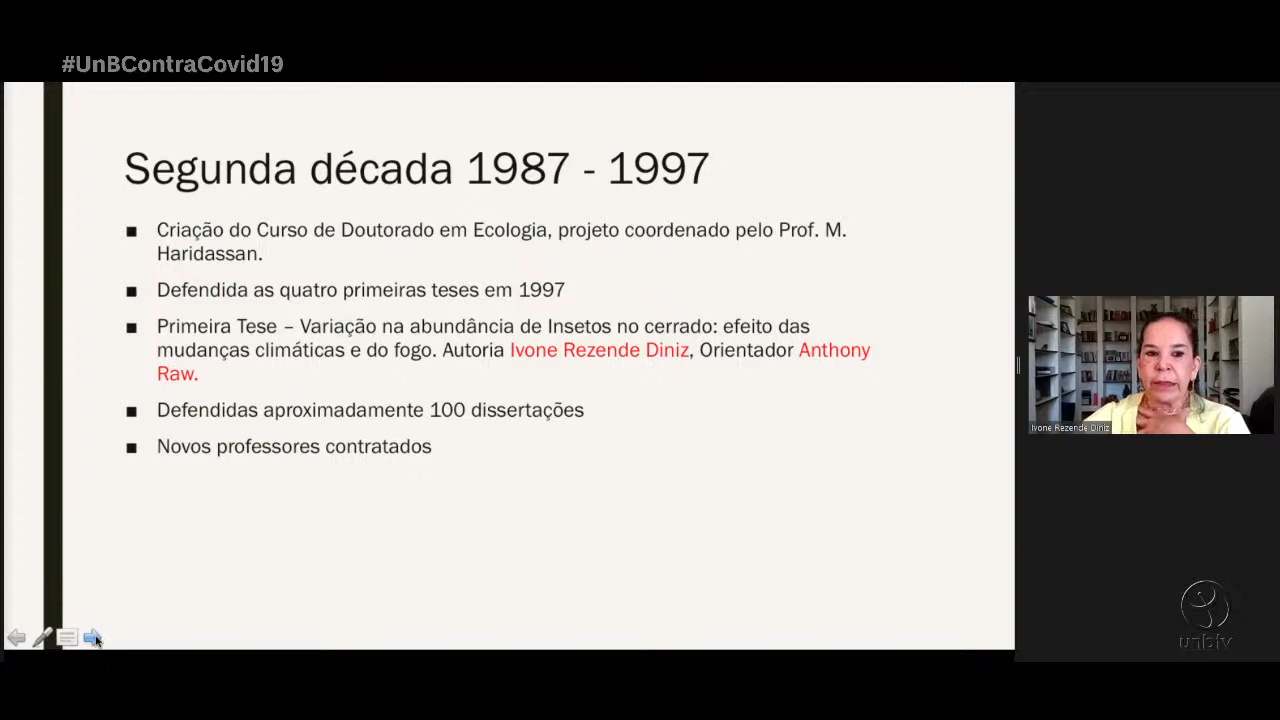 #UnBContraCovid19
Segunda década 1987 - 1997
■ Criação do Curso de Doutorado em Ecologia, projeto coordenado pelo Prof. M.
Haridassan.
■ Defendida as quatro primeiras teses em 1997
■ Primeira Tese – Variação na abundância de Insetos no cerrado: efeito das
mudanças climáticas e do fogo. Autoria Ivone Rezende Diniz, Orientador Anthony
Raw.
■ Defendidas aproximadamente 100 dissertações
■ Novos professores contratados
Ivone Rezende Diniz
unbtv